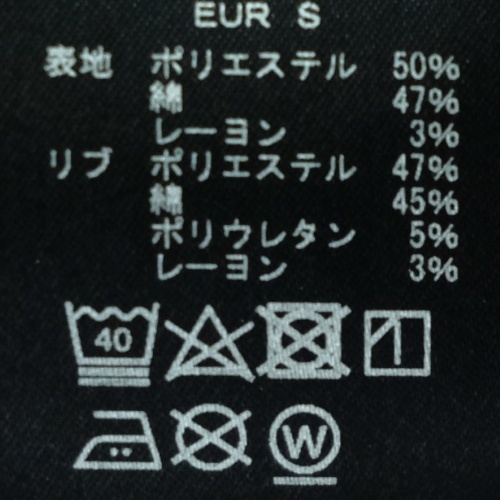 EUR S
表地 ポリエステル 50%
綿 47%
レーヨン 3%
リブ ポリエステル 47%
綿 45%
ポリウレタン 5%
レーヨン 3%
40
W